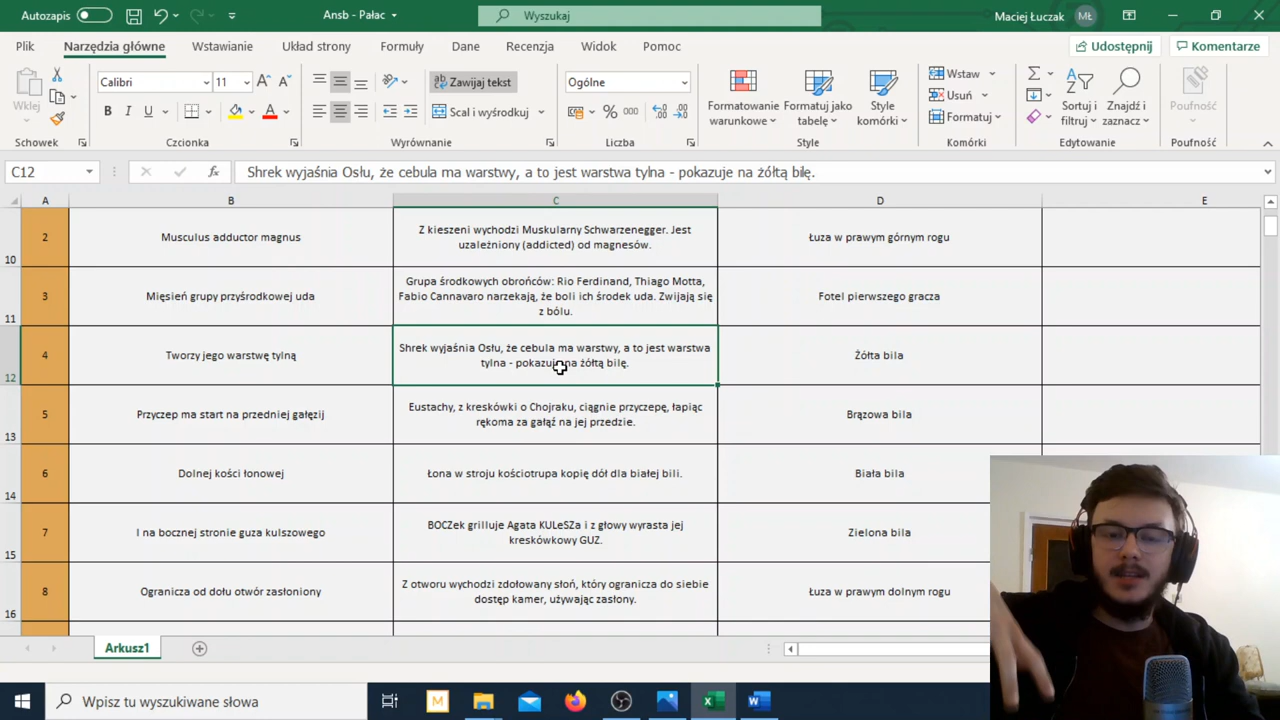 Autozapis
Ansb - Pałac
Wyszukaj
Maciej Łuczak
MŁ
Plik
Narzędzia główne
Wstawianie
Układ strony
Formuły
Dane
Recenzja
Widok
Pomoc
Udostępnij
Komentarze
Wklej
Calibri
11
B I U
Zawijaj tekst
Scal i wyśrodkuj
Ogólne
% 000
Formatowanie warunkowe
Formatuj jako tabelę
Style komórki
Wstaw
Usuń
Formatuj
Sortuj i filtruj
Znajdź i zaznacz
Poufność
Schowek
Czcionka
Wyrównanie
Liczba
Style
Komórki
Edytowanie
Poufność
C12
fx
Shrek wyjaśnia Osłu, że cebula ma warstwy, a to jest warstwa tylna - pokazuje na żółtą bilę.
A B C D E
10
2
Musculus adductor magnus
Z kieszeni wychodzi Muskularny Schwarzenegger. Jest
uzależniony (addicted) od magnesów.
Łuza w prawym górnym rogu
11
3
Mięsień grupy przyśrodkowej uda
Grupa środkowych obrońców: Rio Ferdinand, Thiago Motta,
Fabio Cannavaro narzekają, że boli ich środek uda. Zwijają się
z bólu.
Fotel pierwszego gracza
12
4
Tworzy jego warstwę tylną
Shrek wyjaśnia Osłu, że cebula ma warstwy, a to jest warstwa
tylna - pokazuje na żółtą bilę.
Żółta bila
13
5
Przyczep ma start na przedniej gałęzij
Eustachy, z kreskówki o Chojraku, ciągnie przyczepę, łapiąc
rękoma za gałąź na jej przedzie.
Brązowa bila
14
6
Dolnej kości łonowej
Łona w stroju kościotrupa kopię dół dla białej bili.
Biała bila
15
7
I na bocznej stronie guza kulszowego
BOCZek grilluje Agata KULeSZa i z głowy wyrasta jej
kreskówkowy GUZ.
Zielona bila
16
8
Ogranicza od dołu otwór zasłoniony
Z otworu wychodzi zdołowany słoń, który ogranicza do siebie
dostęp kamer, używając zasłony.
Łuza w prawym dolnym rogu
Arkusz1
Wpisz tu wyszukiwane słowa